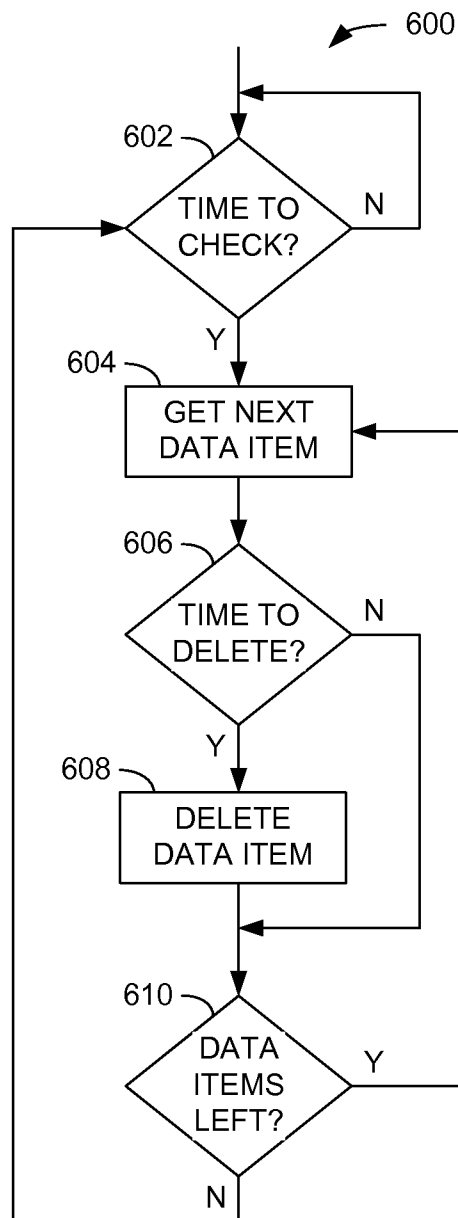 600
602
TIME TO
CHECK?
N
Y
604
GET NEXT
DATA ITEM
606
TIME TO
DELETE?
N
Y
608
DELETE
DATA ITEM
610
DATA
ITEMS
LEFT?
Y
N